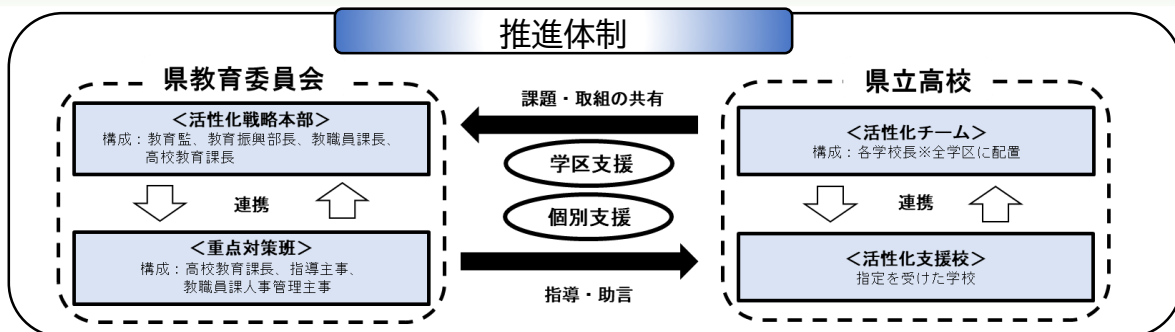 推進体制
県教育委員会
＜活性化戦略本部＞
構成：教育監、教育振興部長、教職員課長、
高校教育課長
連携
＜重点対策班＞
構成：高校教育課長、指導主事、
教職員課人事管理主事
課題・取組の共有
学区支援
個別支援
指導・助言
県立高校
＜活性化チーム＞
構成：各学校長※全学区に配置
連携
＜活性化支援校＞
指定を受けた学校